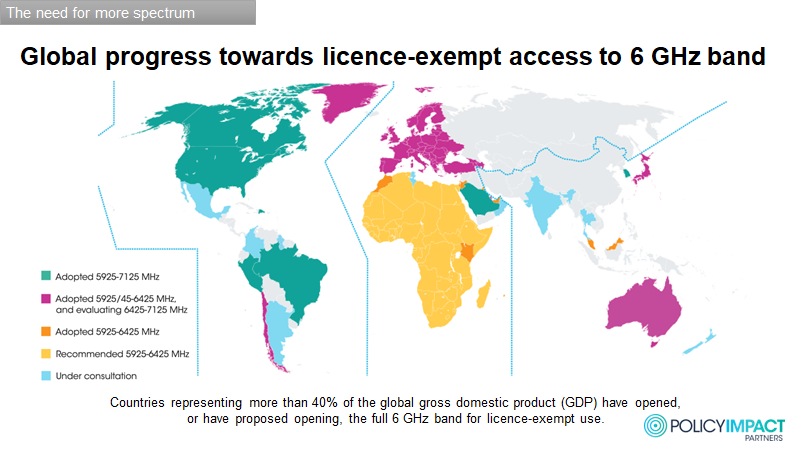 The need for more spectrum
Global progress towards licence-exempt access to 6 GHz band
Adopted 5925-7125 MHz
Adopted 5925/45-6425 MHz,
and evaluating 6425-7125 MHz
Adopted 5925-6425 MHz
Recommended 5925-6425 MHz
Under consultation
Countries representing more than 40% of the global gross domestic product (GDP) have opened,
or have proposed opening, the full 6 GHz band for licence-exempt use.
POLICYIMPACT
PARTNERS